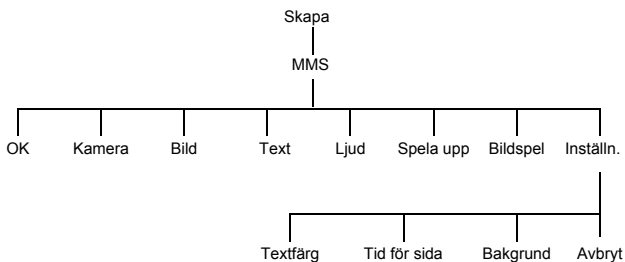 Skapa
MMS
OK Kamera Bild Text Ljud Spela upp Bildspel Inställn.
Textfärg Tid för sida Bakgrund Avbryt